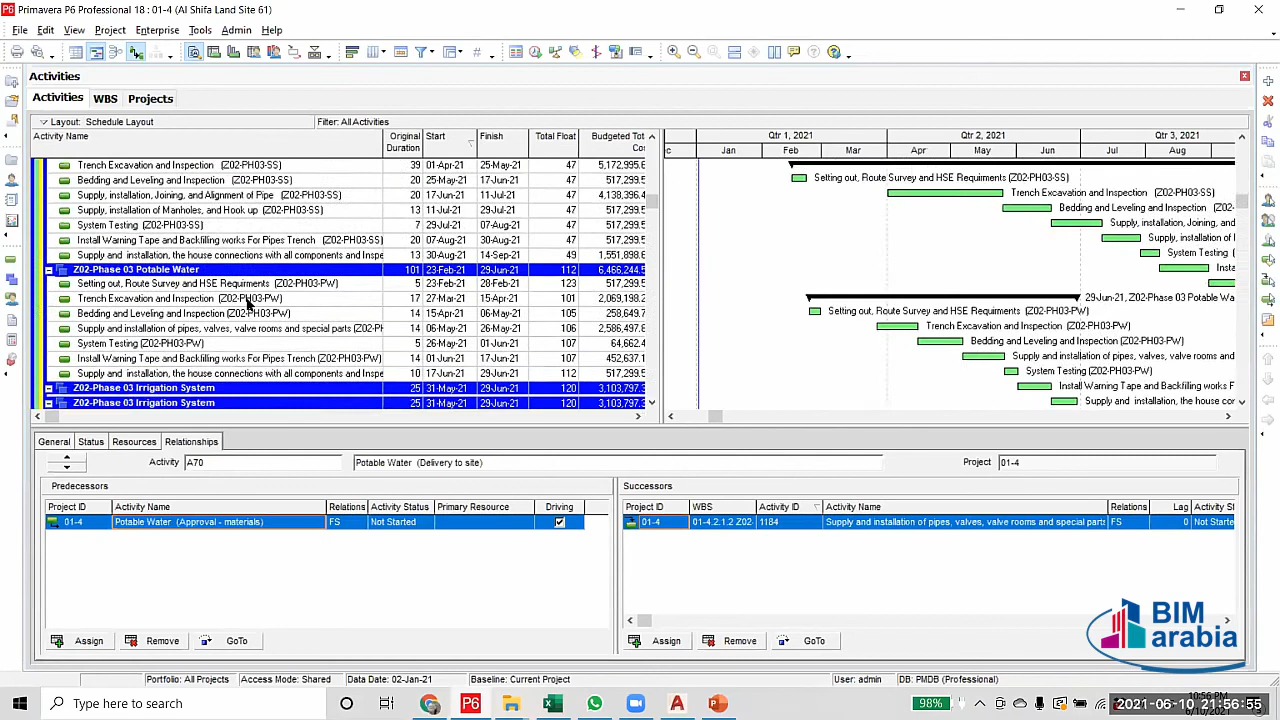 Primavera P6 Professional 18 : 01-4 (Al Shifa Land Site 61)
File Edit View Project Enterprise Tools Admin Help
Activities
Activities WBS Projects
Layout: Schedule Layout Filter: All Activities
Activity Name Original Duration Start Finish Total Float Budgeted Tot Co
Qtr 1, 2021 Qtr 2, 2021 Qtr 3, 2021
c Jan Feb Mar Apr May Jun Jul Aug
Trench Excavation and Inspection (Z02-PH03-SS) 39 01-Apr-21 25-May-21 47 5,172,995.6
Bedding and Leveling and Inspection (Z02-PH03-SS) 20 25-May-21 17-Jun-21 47 517,299.5
Supply, installation, Joining, and Alignment of Pipe (Z02-PH03-SS) 20 17-Jun-21 11-Jul-21 47 4,138,396.4
Supply, installation of Manholes, and Hook up (Z02-PH03-SS) 13 11-Jul-21 29-Jul-21 47 517,299.5
System Testing (Z02-PH03-SS) 7 29-Jul-21 07-Aug-21 47 517,299.5
Install Warning Tape and Backfilling works For Pipes Trench (Z02-PH03-SS) 20 07-Aug-21 30-Aug-21 47 517,299.5
Supply and installation, the house connections with all components and Inspe 13 30-Aug-21 14-Sep-21 49 1,551,898.6
Z02-Phase 03 Potable Water 101 23-Feb-21 29-Jun-21 112 6,466,244.5
Setting out, Route Survey and HSE Requirments (Z02-PH03-PW) 5 23-Feb-21 28-Feb-21 123 517,299.5
Trench Excavation and Inspection (Z02-PH03-PW) 17 27-Mar-21 15-Apr-21 101 2,069,198.2
Bedding and Leveling and Inspection (Z02-PH03-PW) 14 15-Apr-21 06-May-21 105 258,649.7
Supply and installation of pipes, valves, valve rooms and special parts (Z02-PH 14 06-May-21 26-May-21 106 2,586,497.6
System Testing (Z02-PH03-PW) 5 26-May-21 01-Jun-21 107 64,662.4
Install Warning Tape and Backfilling works For Pipes Trench (Z02-PH03-PW) 14 01-Jun-21 17-Jun-21 107 452,637.1
Supply and installation, the house connections with all components and Inspe 10 17-Jun-21 29-Jun-21 112 517,299.5
Z02-Phase 03 Irrigation System 25 31-May-21 29-Jun-21 120 3,103,797.3
Z02-Phase 03 Irrigation System 25 31-May-21 29-Jun-21 120 3,103,797.3
Setting out, Route Survey and HSE Requirments (Z02-PH03-SS)
Trench Excavation and Inspection (Z02-PH03-SS)
Bedding and Leveling and Inspection (Z02-
Supply, installation, Joining, and
Supply, installation of
System Testing (
Insta
29-Jun-21, Z02-Phase 03 Potable Wa
Setting out, Route Survey and HSE Requirments (Z02-PH03-PW)
Trench Excavation and Inspection (Z02-PH03-PW)
Bedding and Leveling and Inspection (Z02-PH03-PW)
Supply and installation of pipes, valves, valve rooms
System Testing (Z02-PH03-PW)
Install Warning Tape and Backfilling works F
Supply and installation, the house con
General Status Resources Relationships
Activity A70 Potable Water (Delivery to site) Project 01-4
Predecessors
Project ID Activity Name Relations Activity Status Primary Resource Driving
01-4 Potable Water (Approval - materials) FS Not Started
Successors
Project ID WBS Activity ID Activity Name Relations Lag Activity St
01-4 01-4.2.1.2 Z02- 1184 Supply and installation of pipes, valves, valve rooms and special parts FS 0 Not Starte
Assign Remove GoTo
Assign Remove GoTo
BIM
arabia
Portfolio: All Projects Access Mode: Shared Data Date: 02-Jan-21 Baseline: Current Project User: admin DB: PMDB (Professional)
Type here to search 98% 10:56 PM
6/10/2021
2021-06-10 21:56:55